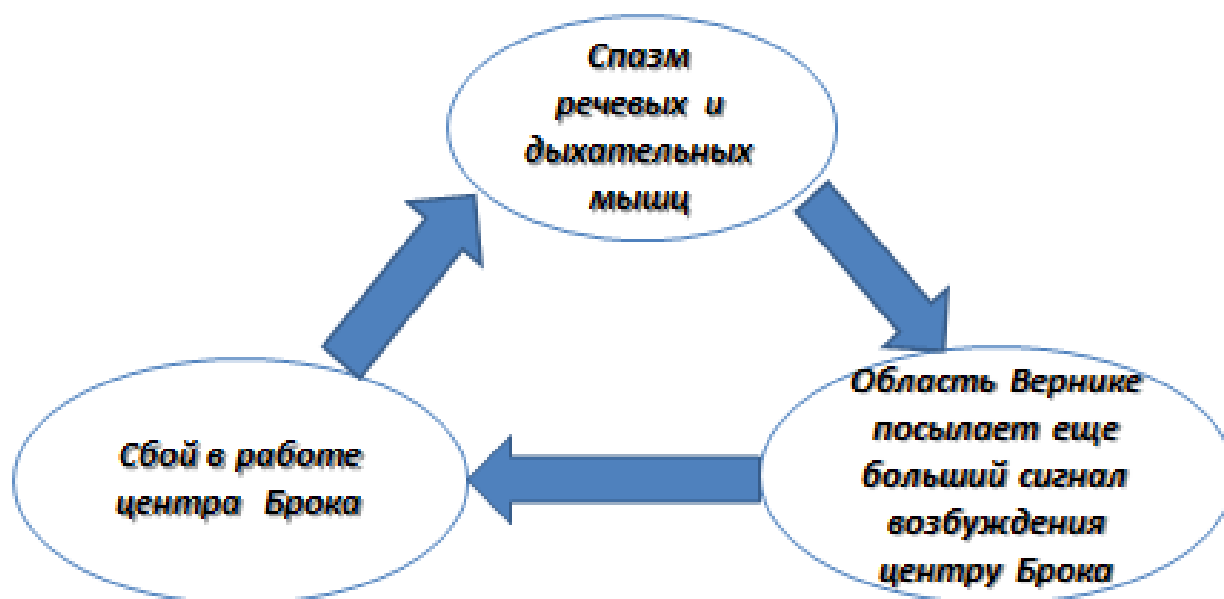 Спазм
речевых и
дыхательных
мышц
Область Вернике
посылает еще
больший сигнал
возбуждения
центру Брока
Сбой в работе
центра Брока